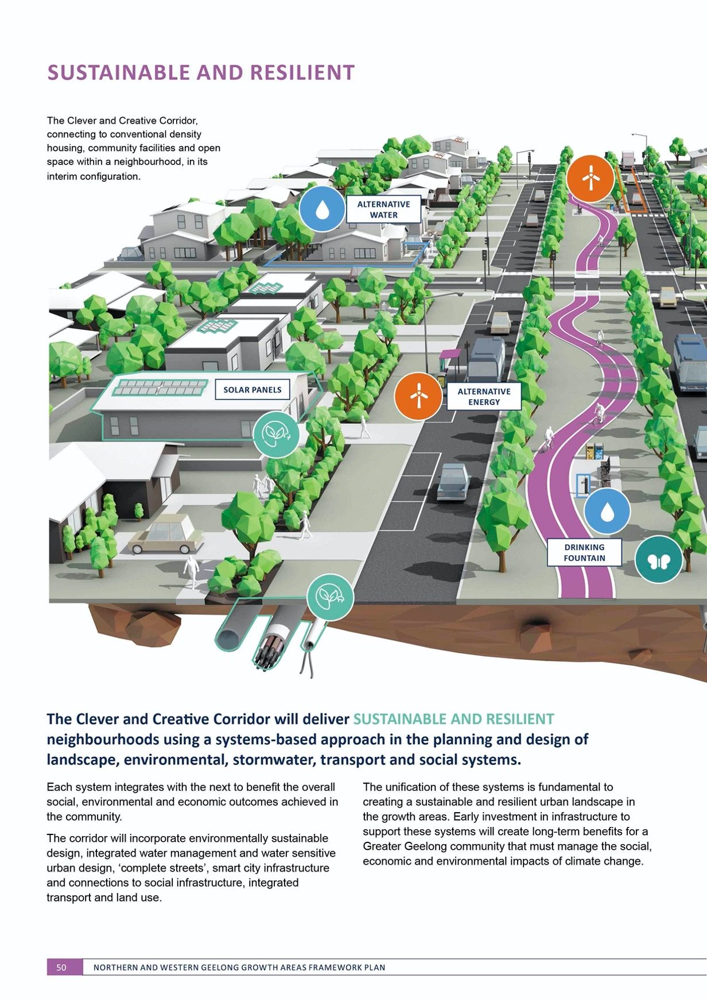 SUSTAINABLE AND RESILIENT
The Clever and Creative Corridor,
connecting to conventional density
housing, community facilities and open
space within a neighbourhood, in its
interim configuration.
ALTERNATIVE
WATER
SOLAR PANELS
ALTERNATIVE
ENERGY
DRINKING
FOUNTAIN
The Clever and Creative Corridor will deliver SUSTAINABLE AND RESILIENT
neighbourhoods using a systems-based approach in the planning and design of
landscape, environmental, stormwater, transport and social systems.
Each system integrates with the next to benefit the overall
social, environmental and economic outcomes achieved in
the community.
The corridor will incorporate environmentally sustainable
design, integrated water management and water sensitive
urban design, ‘complete streets’, smart city infrastructure
and connections to social infrastructure, integrated
transport and land use.
The unification of these systems is fundamental to
creating a sustainable and resilient urban landscape in
the growth areas. Early investment in infrastructure to
support these systems will create long-term benefits for a
Greater Geelong community that must manage the social,
economic and environmental impacts of climate change.
50
NORTHERN AND WESTERN GEELONG GROWTH AREAS FRAMEWORK PLAN